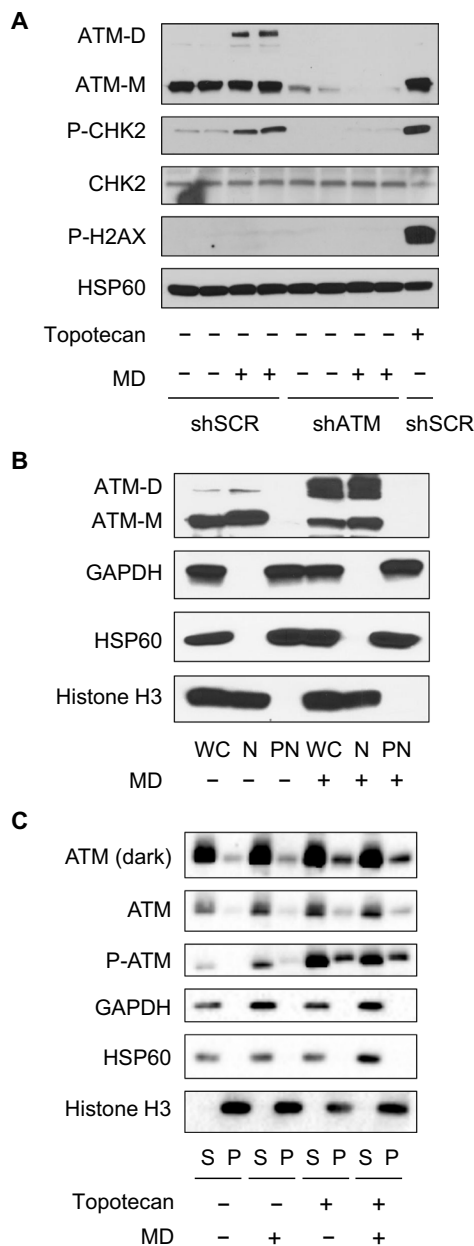 A
ATM-D
ATM-M
P-CHK2
CHK2
P-H2AX
HSP60
Topotecan – – – – – – – – +
MD – – + + – – + + –
shSCR shATM shSCR
B
ATM-D
ATM-M
GAPDH
HSP60
Histone H3
WC N PN WC N PN
MD – – – + + +
C
ATM (dark)
ATM
P-ATM
GAPDH
HSP60
Histone H3
S P S P S P S P
Topotecan – – + +
MD – + – +